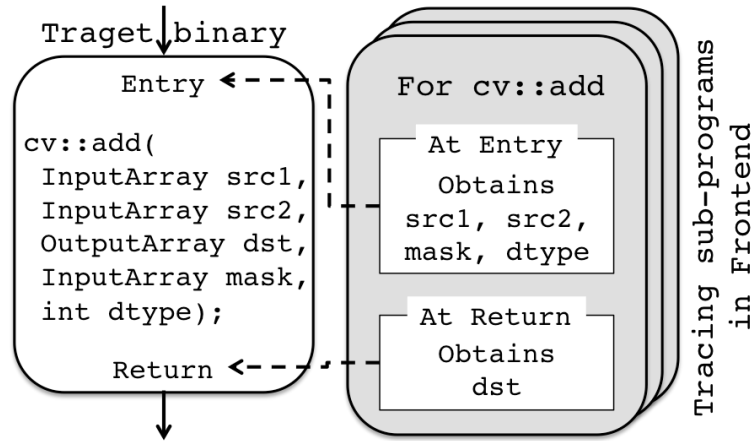 Traget binary
Entry
cv::add(
InputArray src1,
InputArray src2,
OutputArray dst,
InputArray mask,
int dtype);
Return
For cv::add
At Entry
Obtains
src1, src2,
mask, dtype
At Return
Obtains
dst
Tracing sub-programs
in Frontend